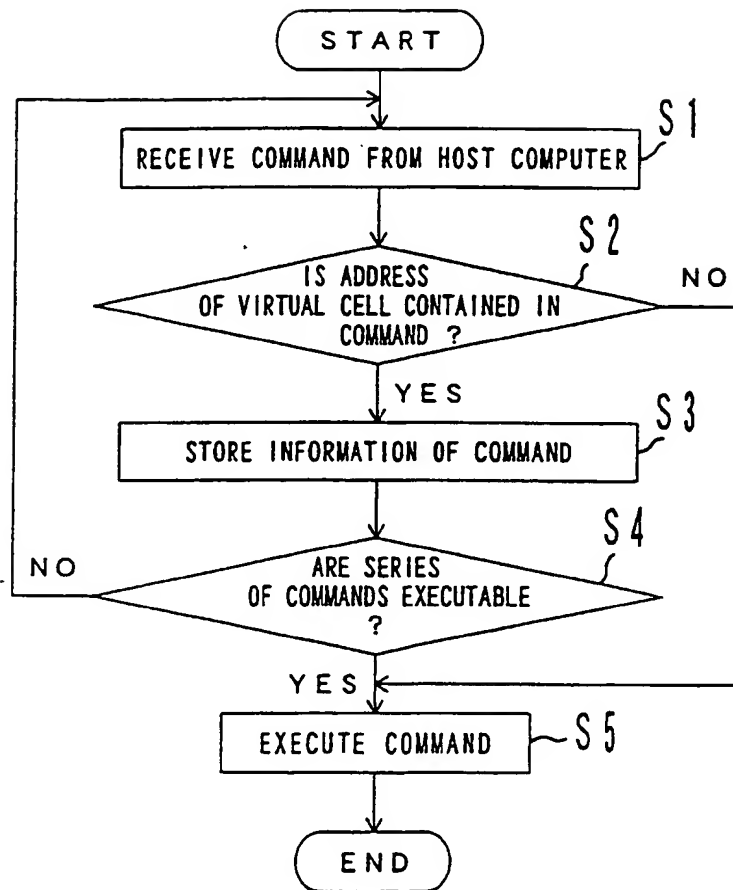 START
S1
RECEIVE COMMAND FROM HOST COMPUTER
S2
IS ADDRESS
OF VIRTUAL CELL CONTAINED IN
COMMAND ?
NO
YES
S3
STORE INFORMATION OF COMMAND
S4
NO
ARE SERIES
OF COMMANDS EXECUTABLE
?
YES
S5
EXECUTE COMMAND
END